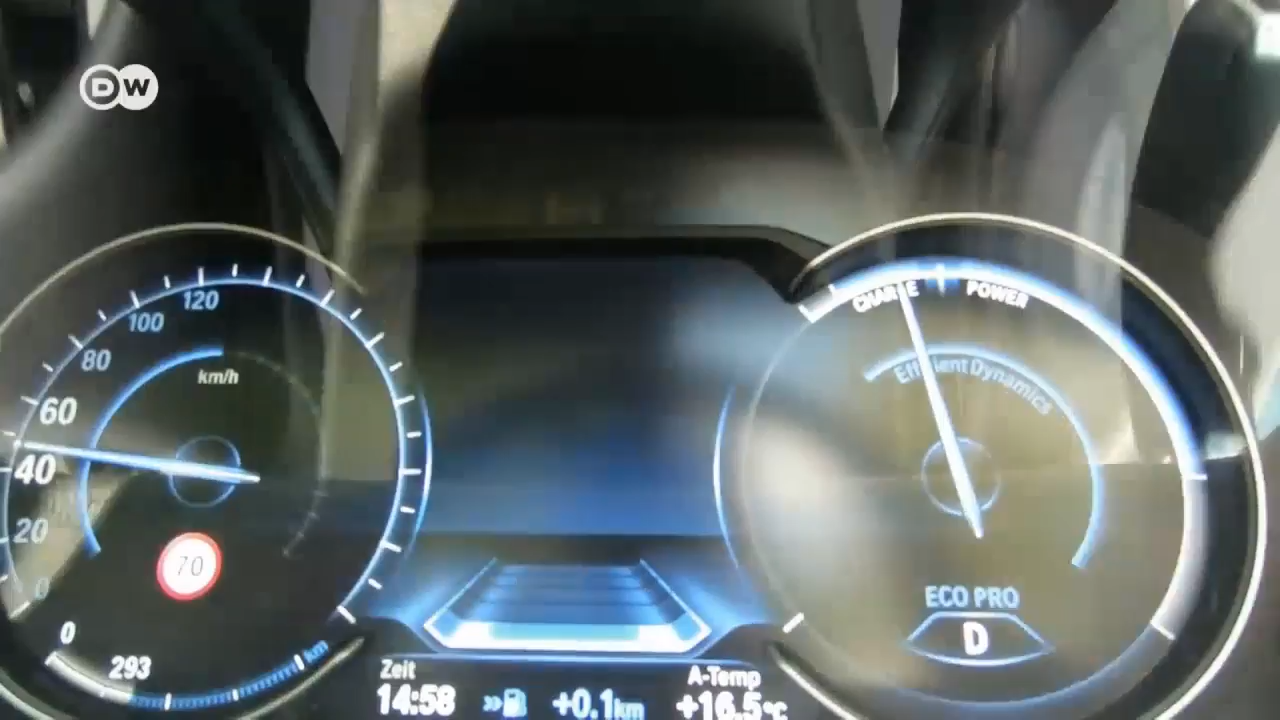 DW
120
100
80
60
40
20
0
km/h
70
0
293
km
CHARGE POWER
Efficient Dynamics
ECO PRO
D
Zeit
14:58
+0.1km
A-Temp
+16.5°C